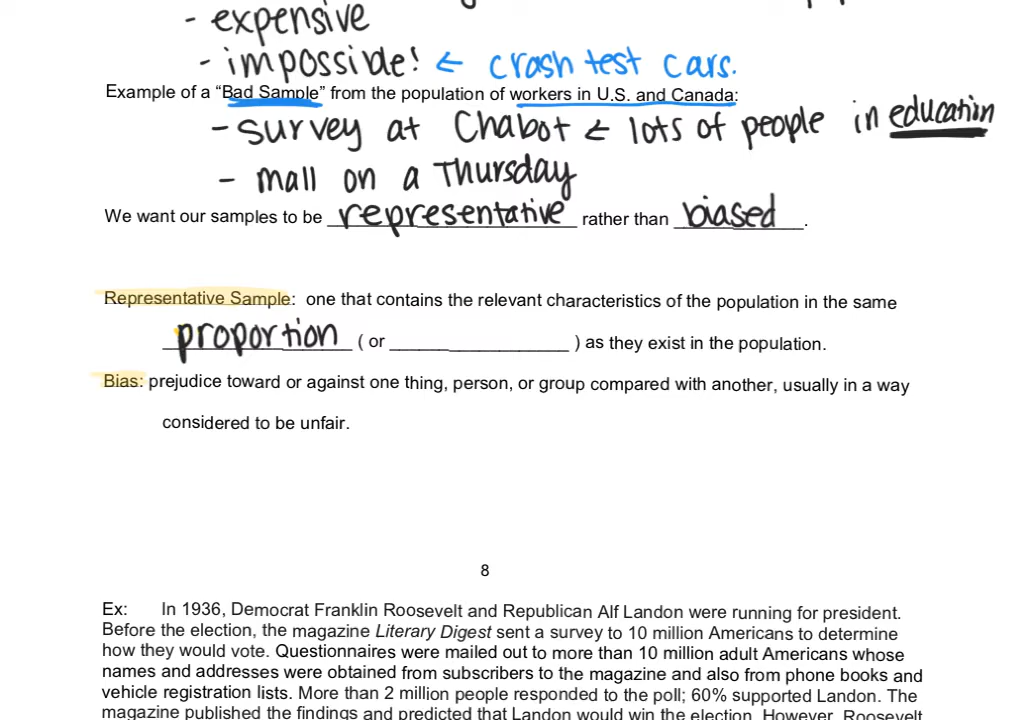 - expensive
- impossible! ← crash test cars.
Example of a “Bad Sample” from the population of workers in U.S. and Canada:
- survey at Chabot ← lots of people in education
- mall on a Thursday
We want our samples to be representative rather than biased.
Representative Sample: one that contains the relevant characteristics of the population in the same
proportion ( or ____________________ ) as they exist in the population.
Bias: prejudice toward or against one thing, person, or group compared with another, usually in a way
considered to be unfair.
8
Ex: In 1936, Democrat Franklin Roosevelt and Republican Alf Landon were running for president.
Before the election, the magazine Literary Digest sent a survey to 10 million Americans to determine
how they would vote. Questionnaires were mailed out to more than 10 million adult Americans whose
names and addresses were obtained from subscribers to the magazine and also from phone books and
vehicle registration lists. More than 2 million people responded to the poll; 60% supported Landon. The
magazine published the findings and predicted that Landon would win the election. However, Roosevelt